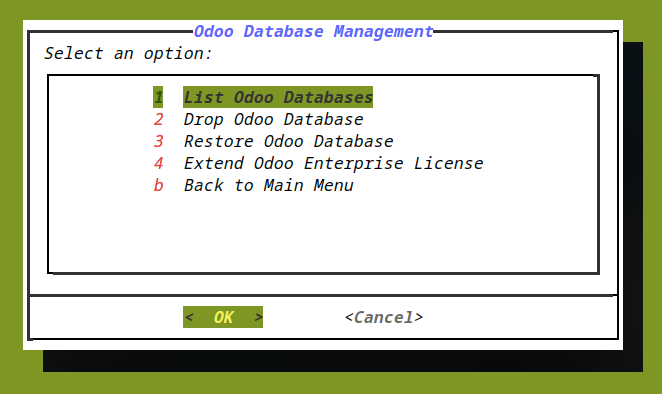 Odoo Database Management
Select an option:
1 List Odoo Databases
2 Drop Odoo Database
3 Restore Odoo Database
4 Extend Odoo Enterprise License
b Back to Main Menu
< OK > <Cancel>